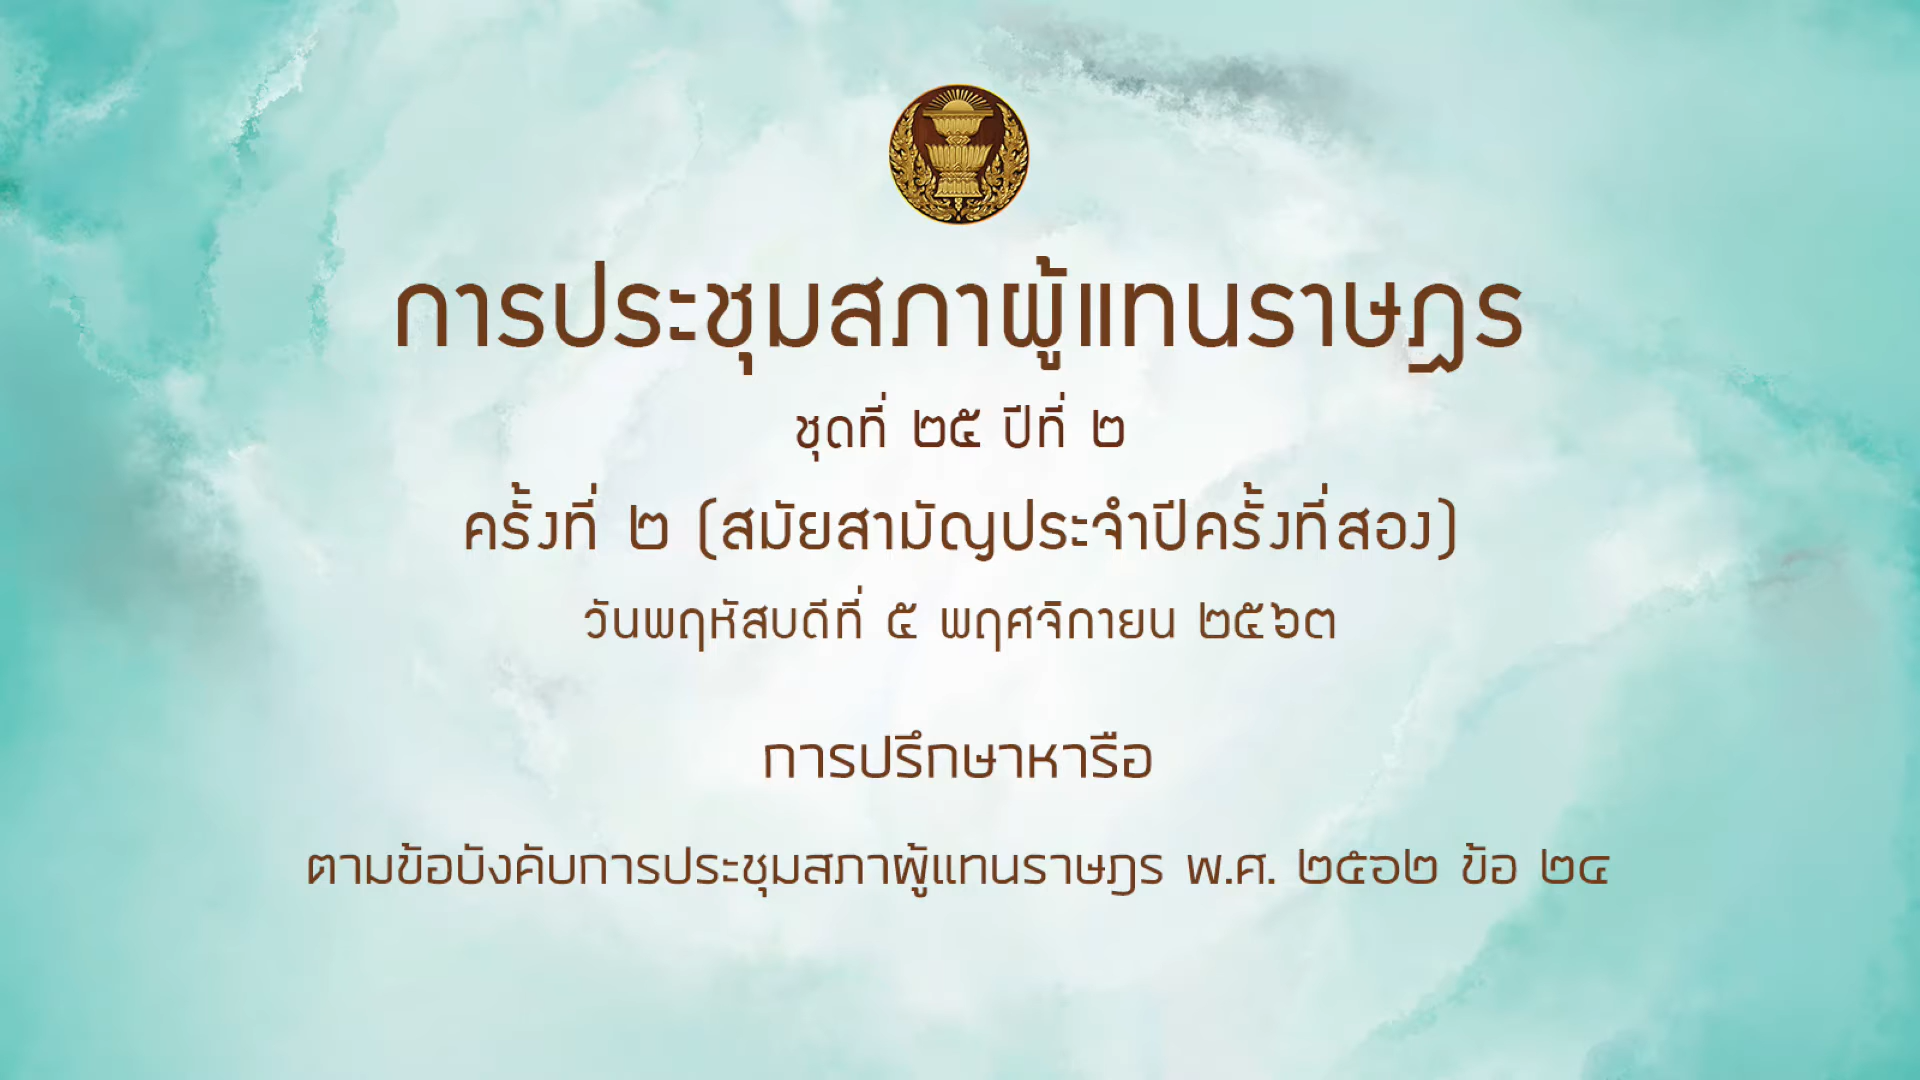 การประชุมสภาผู้แทนราษฎร
ชุดที่ ๒๕ ปีที่ ๒
ครั้งที่ ๒ (สมัยสามัญประจำปีครั้งที่สอง)
วันพฤหัสบดีที่ ๕ พฤศจิกายน ๒๕๖๓
การปรึกษาหารือ
ตามข้อบังคับการประชุมสภาผู้แทนราษฎร พ.ศ. ๒๕๖๒ ข้อ ๒๔